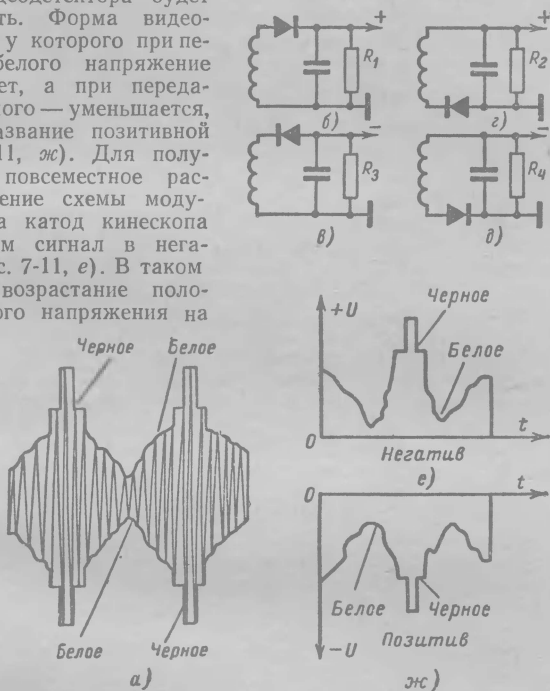 ть. Форма видео-
у которого при пе-
белого напряжение
ет, а при переда-
ного — уменьшается,
азвание позитивной
11, ж). Для полу-
повсеместное рас-
ение схемы моду-
а катод кинескопа
м сигнал в нега-
с. 7-11, е). В таком
возрастание поло-
ого напряжения на
+ +
R1 R2
б) г)
− −
R3 R4
в) д)
Черное Белое
Белое Черное
а)
+U Черное
Белое
0 t
Негатив
е)
0 t
Белое Черное
−U Позитив
ж)